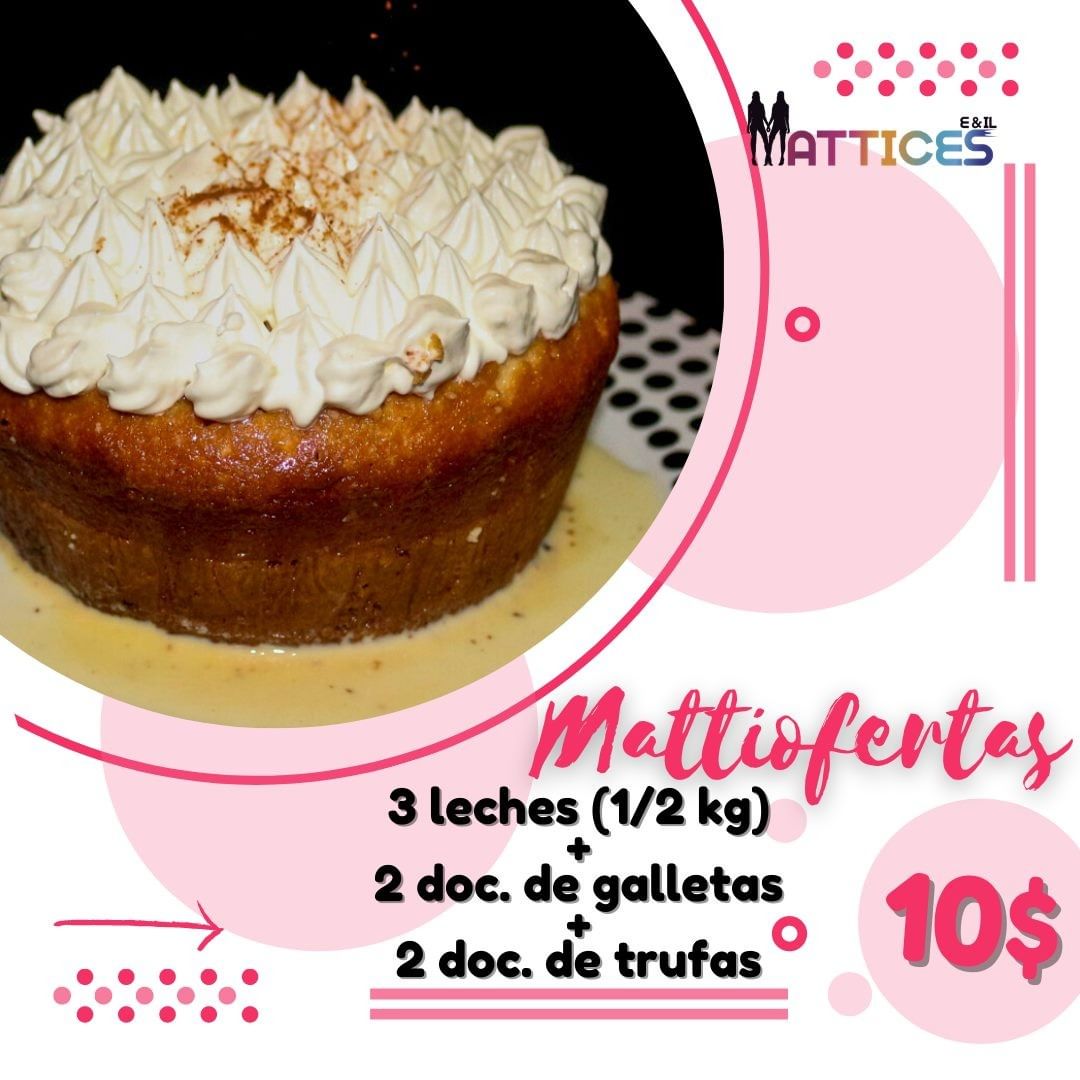 E & IL
MATTICES
Mattiofertas
3 leches (1/2 kg)
+
2 doc. de galletas
+
2 doc. de trufas
10$